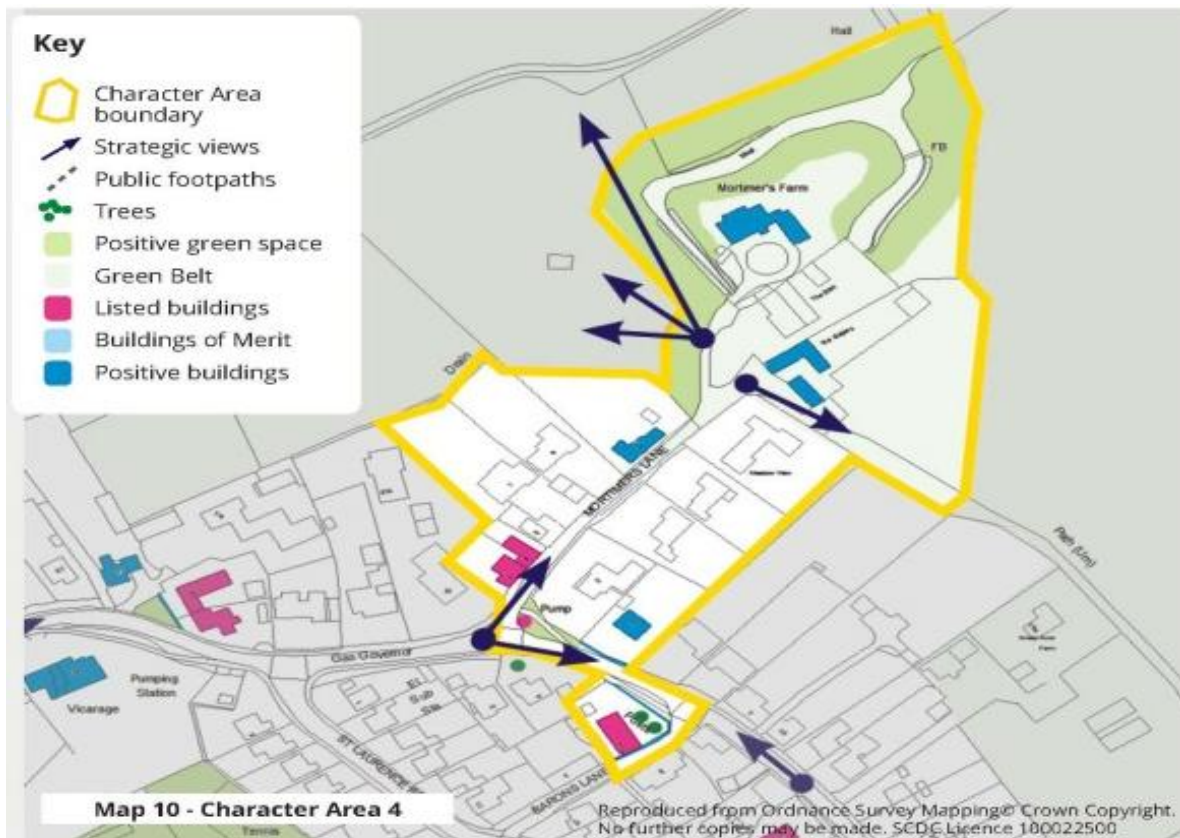 Key
Character Area
boundary
Strategic views
Public footpaths
Trees
Positive green space
Green Belt
Listed buildings
Buildings of Merit
Positive buildings
Hall
FB
Moat
Mortimer's Farm
Drain
MORTIMERS LANE
Path (um)
Pump
Gas Governor
El
Sub
Sta
Pumping
Station
Vicarage
ST LAURENCE
BARONS LANE
Tennis
Map 10 - Character Area 4
Reproduced from Ordnance Survey Mapping© Crown Copyright.
No further copies may be made. SCDC Licence 100022500